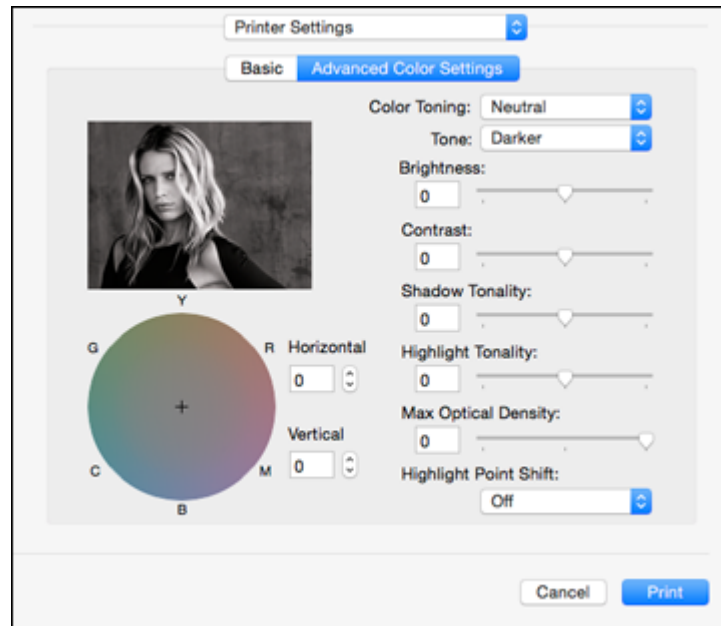 Printer Settings
Basic Advanced Color Settings
Color Toning: Neutral
Tone: Darker
Brightness:
0
Contrast:
0
Shadow Tonality:
0
Highlight Tonality:
0
Max Optical Density:
0
Highlight Point Shift:
Off
Y
G R
C M
B
Horizontal
0
Vertical
0
Cancel Print